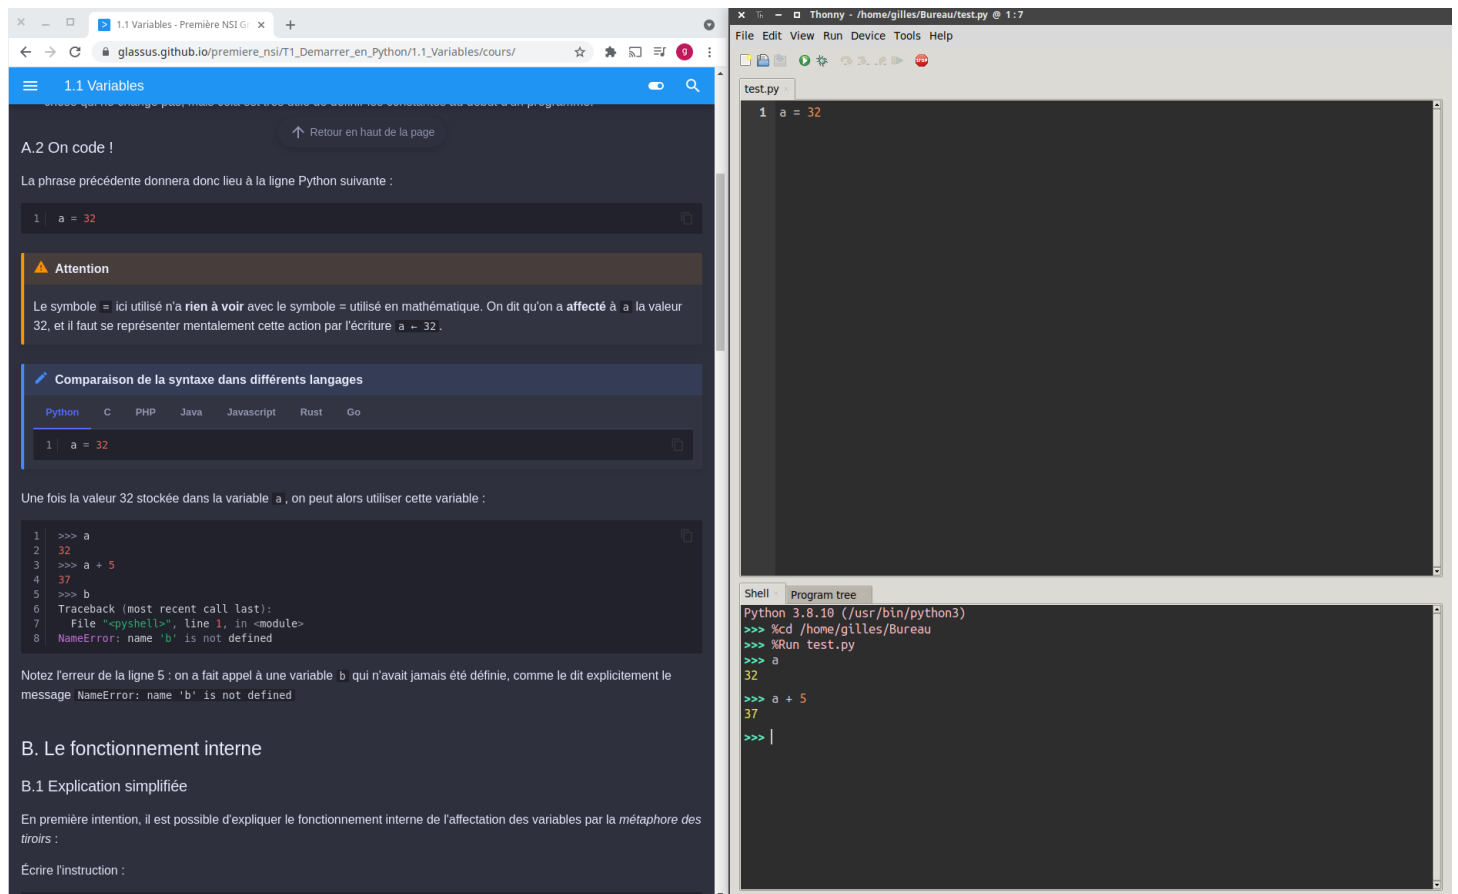 1.1 Variables - Première NSI Gr
glassus.github.io/premiere_nsi/T1_Demarrer_en_Python/1.1_Variables/cours/
g
1.1 Variables
Retour en haut de la page
A.2 On code !
La phrase précédente donnera donc lieu à la ligne Python suivante :
1 a = 32
Attention
Le symbole = ici utilisé n'a rien à voir avec le symbole = utilisé en mathématique. On dit qu'on a affecté à a la valeur
32, et il faut se représenter mentalement cette action par l'écriture a ← 32.
Comparaison de la syntaxe dans différents langages
Python C PHP Java Javascript Rust Go
1 a = 32
Une fois la valeur 32 stockée dans la variable a, on peut alors utiliser cette variable :
1 >>> a
2 32
3 >>> a + 5
4 37
5 >>> b
6 Traceback (most recent call last):
7 File "<pyshell>", line 1, in <module>
8 NameError: name 'b' is not defined
Notez l'erreur de la ligne 5 : on a fait appel à une variable b qui n'avait jamais été définie, comme le dit explicitement le
message NameError: name 'b' is not defined
B. Le fonctionnement interne
B.1 Explication simplifiée
En première intention, il est possible d'expliquer le fonctionnement interne de l'affectation des variables par la métaphore des
tiroirs :
Écrire l'instruction :
Thonny - /home/gilles/Bureau/test.py @ 1:7
File Edit View Run Device Tools Help
STOP
test.py
1 a = 32
Shell Program tree
Python 3.8.10 (/usr/bin/python3)
>>> %cd /home/gilles/Bureau
>>> %Run test.py
>>> a
32
>>> a + 5
37
>>>